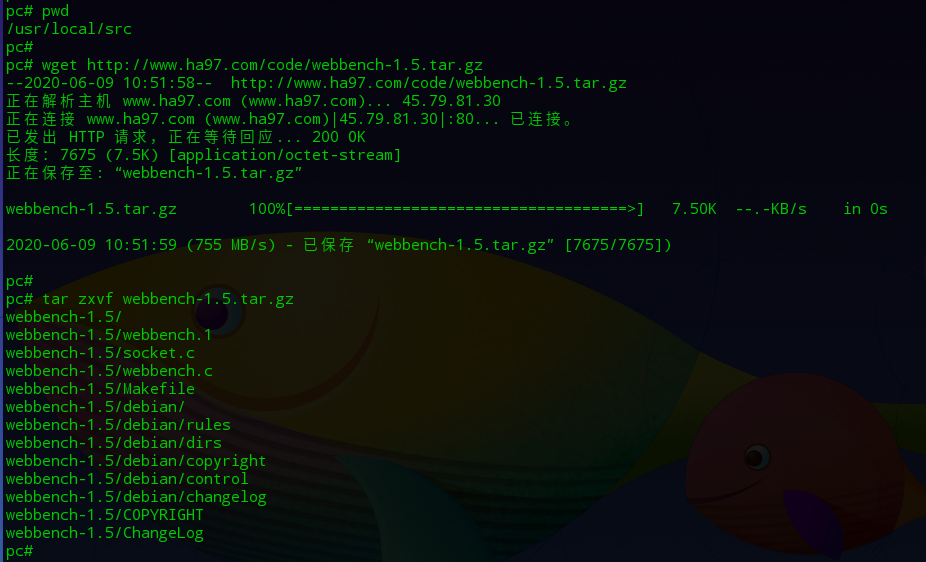 pc# pwd
/usr/local/src
pc#
pc# wget http://www.ha97.com/code/webbench-1.5.tar.gz
--2020-06-09 10:51:58--  http://www.ha97.com/code/webbench-1.5.tar.gz
正在解析主机 www.ha97.com (www.ha97.com)... 45.79.81.30
正在连接 www.ha97.com (www.ha97.com)|45.79.81.30|:80... 已连接。
已发出 HTTP 请求，正在等待回应... 200 OK
长度：7675 (7.5K) [application/octet-stream]
正在保存至: “webbench-1.5.tar.gz”
webbench-1.5.tar.gz        100%[=====================================>]   7.50K  --.-KB/s    in 0s
2020-06-09 10:51:59 (755 MB/s) - 已保存 “webbench-1.5.tar.gz” [7675/7675])
pc#
pc# tar zxvf webbench-1.5.tar.gz
webbench-1.5/
webbench-1.5/webbench.1
webbench-1.5/socket.c
webbench-1.5/webbench.c
webbench-1.5/Makefile
webbench-1.5/debian/
webbench-1.5/debian/rules
webbench-1.5/debian/dirs
webbench-1.5/debian/copyright
webbench-1.5/debian/control
webbench-1.5/debian/changelog
webbench-1.5/COPYRIGHT
webbench-1.5/ChangeLog
pc#